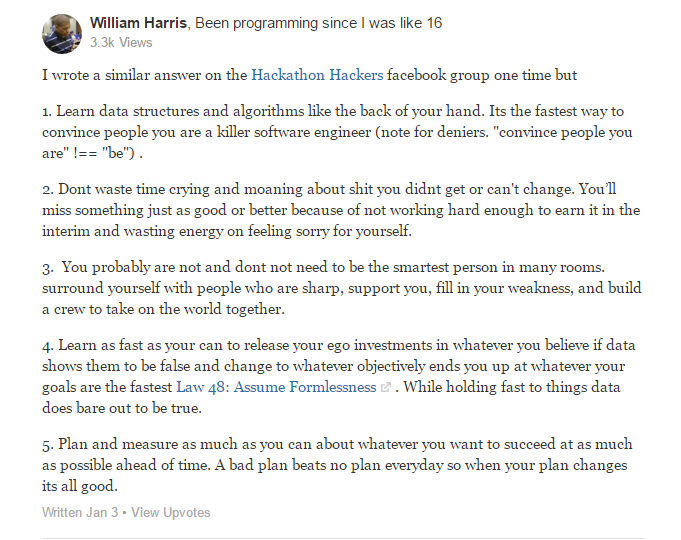 William Harris, Been programming since I was like 16
3.3k Views
I wrote a similar answer on the Hackathon Hackers facebook group one time but
1. Learn data structures and algorithms like the back of your hand. Its the fastest way to
convince people you are a killer software engineer (note for deniers. "convince people you
are" !== "be") .
2. Dont waste time crying and moaning about shit you didnt get or can't change. You'll
miss something just as good or better because of not working hard enough to earn it in the
interim and wasting energy on feeling sorry for yourself.
3. You probably are not and dont not need to be the smartest person in many rooms.
surround yourself with people who are sharp, support you, fill in your weakness, and build
a crew to take on the world together.
4. Learn as fast as your can to release your ego investments in whatever you believe if data
shows them to be false and change to whatever objectively ends you up at whatever your
goals are the fastest Law 48: Assume Formlessness . While holding fast to things data
does bare out to be true.
5. Plan and measure as much as you can about whatever you want to succeed at as much
as possible ahead of time. A bad plan beats no plan everyday so when your plan changes
its all good.
Written Jan 3 • View Upvotes